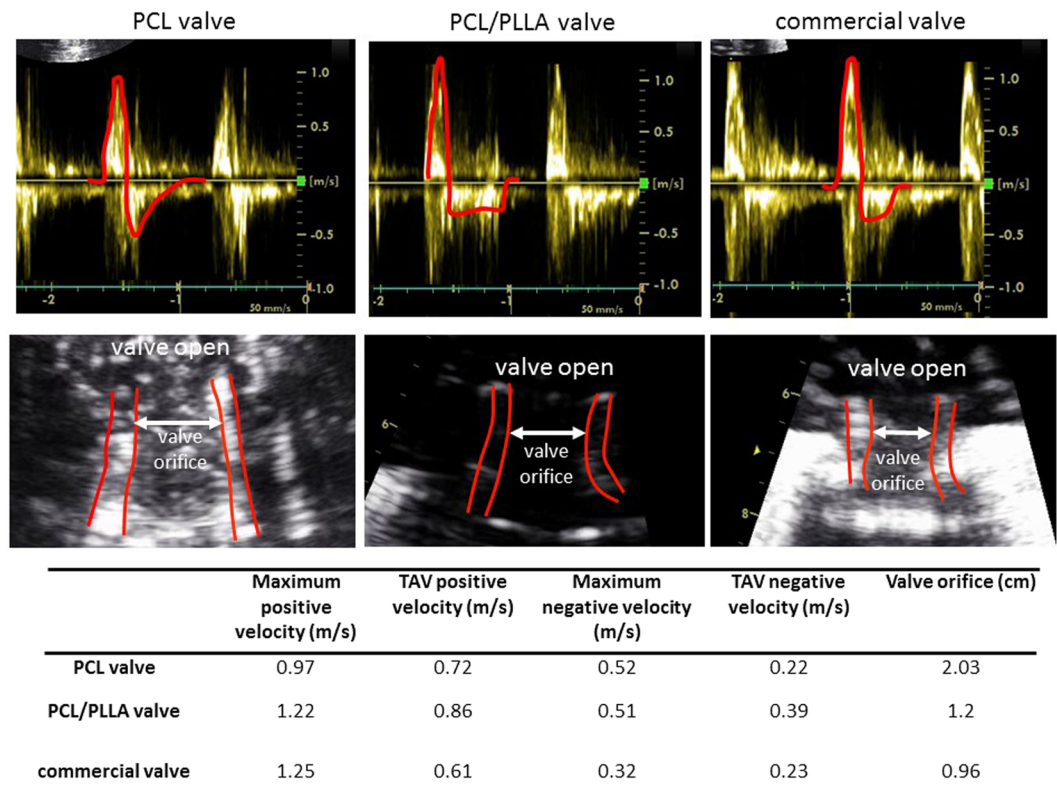 PCL valve
PCL/PLLA valve
commercial valve
1.0
0.5
[m/s]
-0.5
-1.0
-2
-1
0
50 mm/s
1.0
0.5
[m/s]
-0.5
-1.0
-2
-1
0
50 mm/s
1.0
0.5
[m/s]
-0.5
-1.0
-2
-1
0
50 mm/s
valve open
valve
orifice
valve open
6
valve
orifice
valve open
6
valve
orifice
8
Maximum positive velocity (m/s)
TAV positive velocity (m/s)
Maximum negative velocity (m/s)
TAV negative velocity (m/s)
Valve orifice (cm)
PCL valve 0.97 0.72 0.52 0.22 2.03
PCL/PLLA valve 1.22 0.86 0.51 0.39 1.2
commercial valve 1.25 0.61 0.32 0.23 0.96